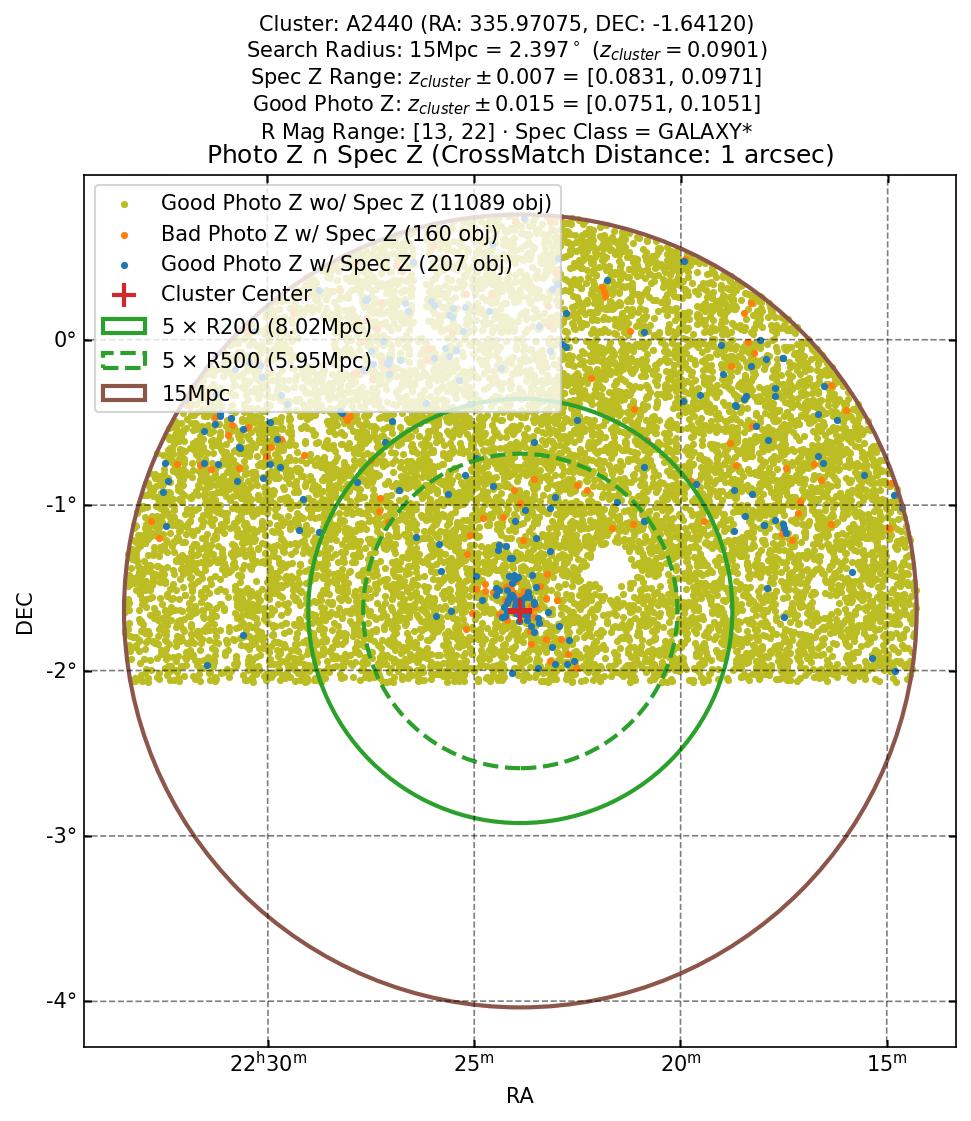 Cluster: A2440 (RA: 335.97075, DEC: -1.64120)
Search Radius: 15Mpc = 2.397° (z_cluster = 0.0901)
Spec Z Range: z_cluster ± 0.007 = [0.0831, 0.0971]
Good Photo Z: z_cluster ± 0.015 = [0.0751, 0.1051]
R Mag Range: [13, 22] · Spec Class = GALAXY*
Photo Z ∩ Spec Z (CrossMatch Distance: 1 arcsec)
Good Photo Z wo/ Spec Z (11089 obj)
Bad Photo Z w/ Spec Z (160 obj)
Good Photo Z w/ Spec Z (207 obj)
Cluster Center
5 × R200 (8.02Mpc)
5 × R500 (5.95Mpc)
15Mpc
0°
-1°
-2°
-3°
-4°
DEC
22h30m 25m 20m 15m
RA